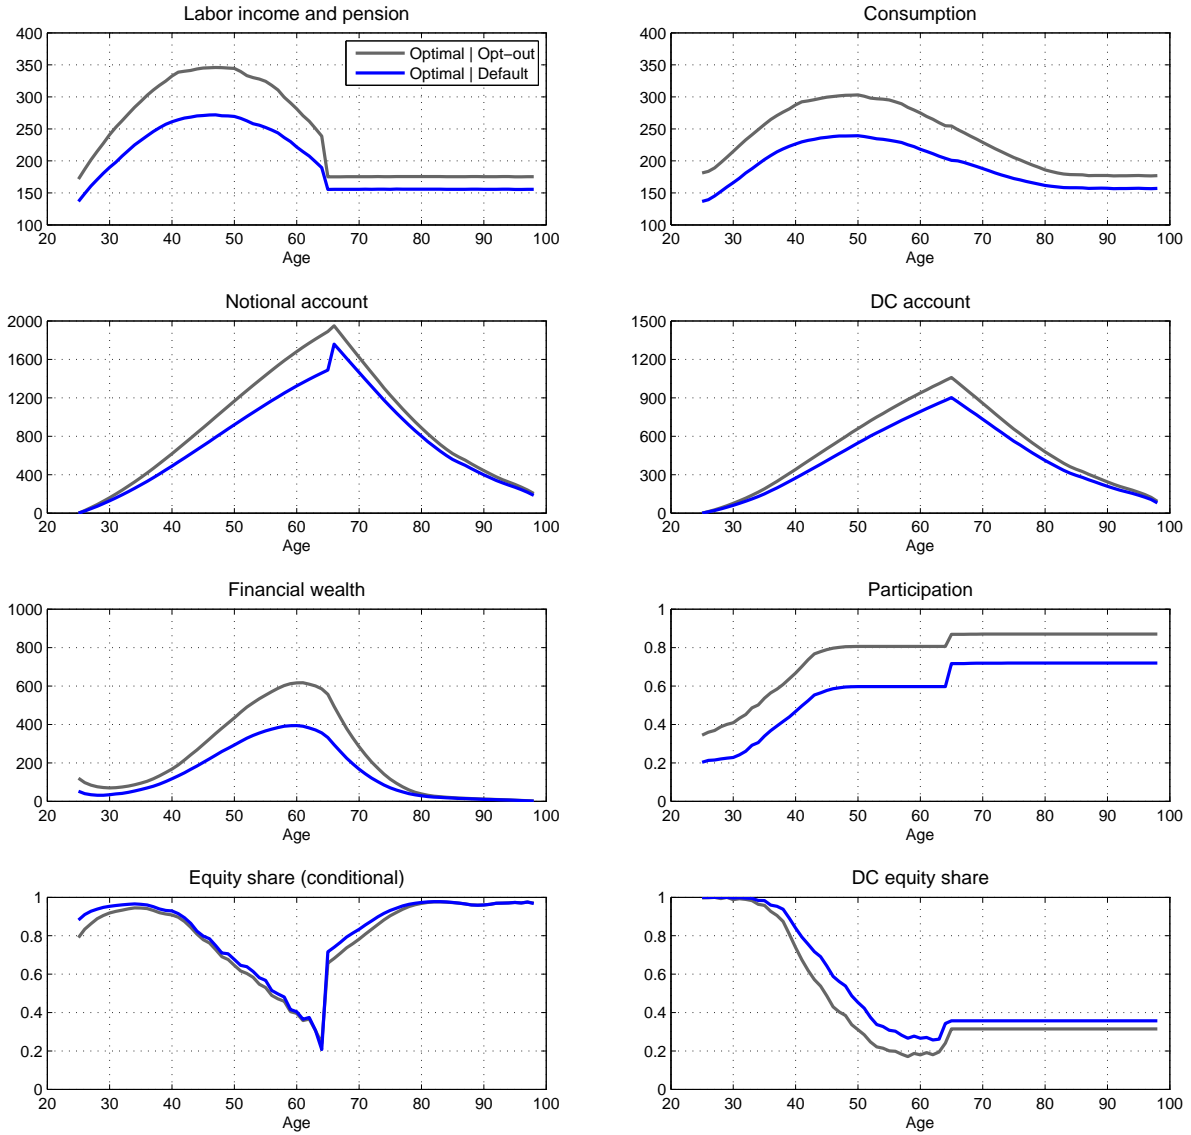 Labor income and pension
400
350
300
250
200
150
100
20 30 40 50 60 70 80 90 100
Age
Optimal | Opt−out
Optimal | Default
Consumption
400
350
300
250
200
150
100
20 30 40 50 60 70 80 90 100
Age
Notional account
2000
1600
1200
800
400
0
20 30 40 50 60 70 80 90 100
Age
DC account
1500
1200
900
600
300
0
20 30 40 50 60 70 80 90 100
Age
Financial wealth
1000
800
600
400
200
0
20 30 40 50 60 70 80 90 100
Age
Participation
1
0.8
0.6
0.4
0.2
0
20 30 40 50 60 70 80 90 100
Age
Equity share (conditional)
1
0.8
0.6
0.4
0.2
0
20 30 40 50 60 70 80 90 100
Age
DC equity share
1
0.8
0.6
0.4
0.2
0
20 30 40 50 60 70 80 90 100
Age